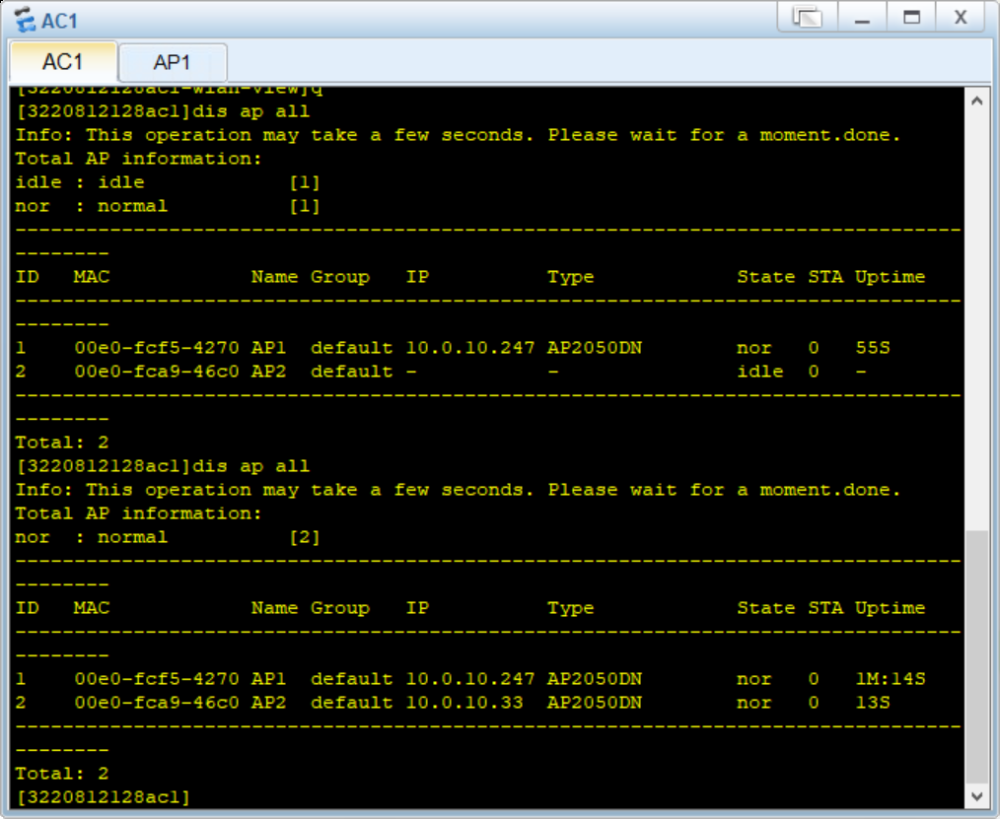 AC1
AC1 AP1
[3220812128ac1-wlan-view]q
[3220812128ac1]dis ap all
Info: This operation may take a few seconds. Please wait for a moment.done.
Total AP information:
idle : idle [1]
nor : normal [1]
--------------------------------------------------------------------------------
--------
ID MAC Name Group IP Type State STA Uptime
--------------------------------------------------------------------------------
--------
1 00e0-fcf5-4270 AP1 default 10.0.10.247 AP2050DN nor 0 55S
2 00e0-fca9-46c0 AP2 default - - idle 0 -
--------------------------------------------------------------------------------
--------
Total: 2
[3220812128ac1]dis ap all
Info: This operation may take a few seconds. Please wait for a moment.done.
Total AP information:
nor : normal [2]
--------------------------------------------------------------------------------
--------
ID MAC Name Group IP Type State STA Uptime
--------------------------------------------------------------------------------
--------
1 00e0-fcf5-4270 AP1 default 10.0.10.247 AP2050DN nor 0 1M:14S
2 00e0-fca9-46c0 AP2 default 10.0.10.33 AP2050DN nor 0 13S
--------------------------------------------------------------------------------
--------
Total: 2
[3220812128ac1]